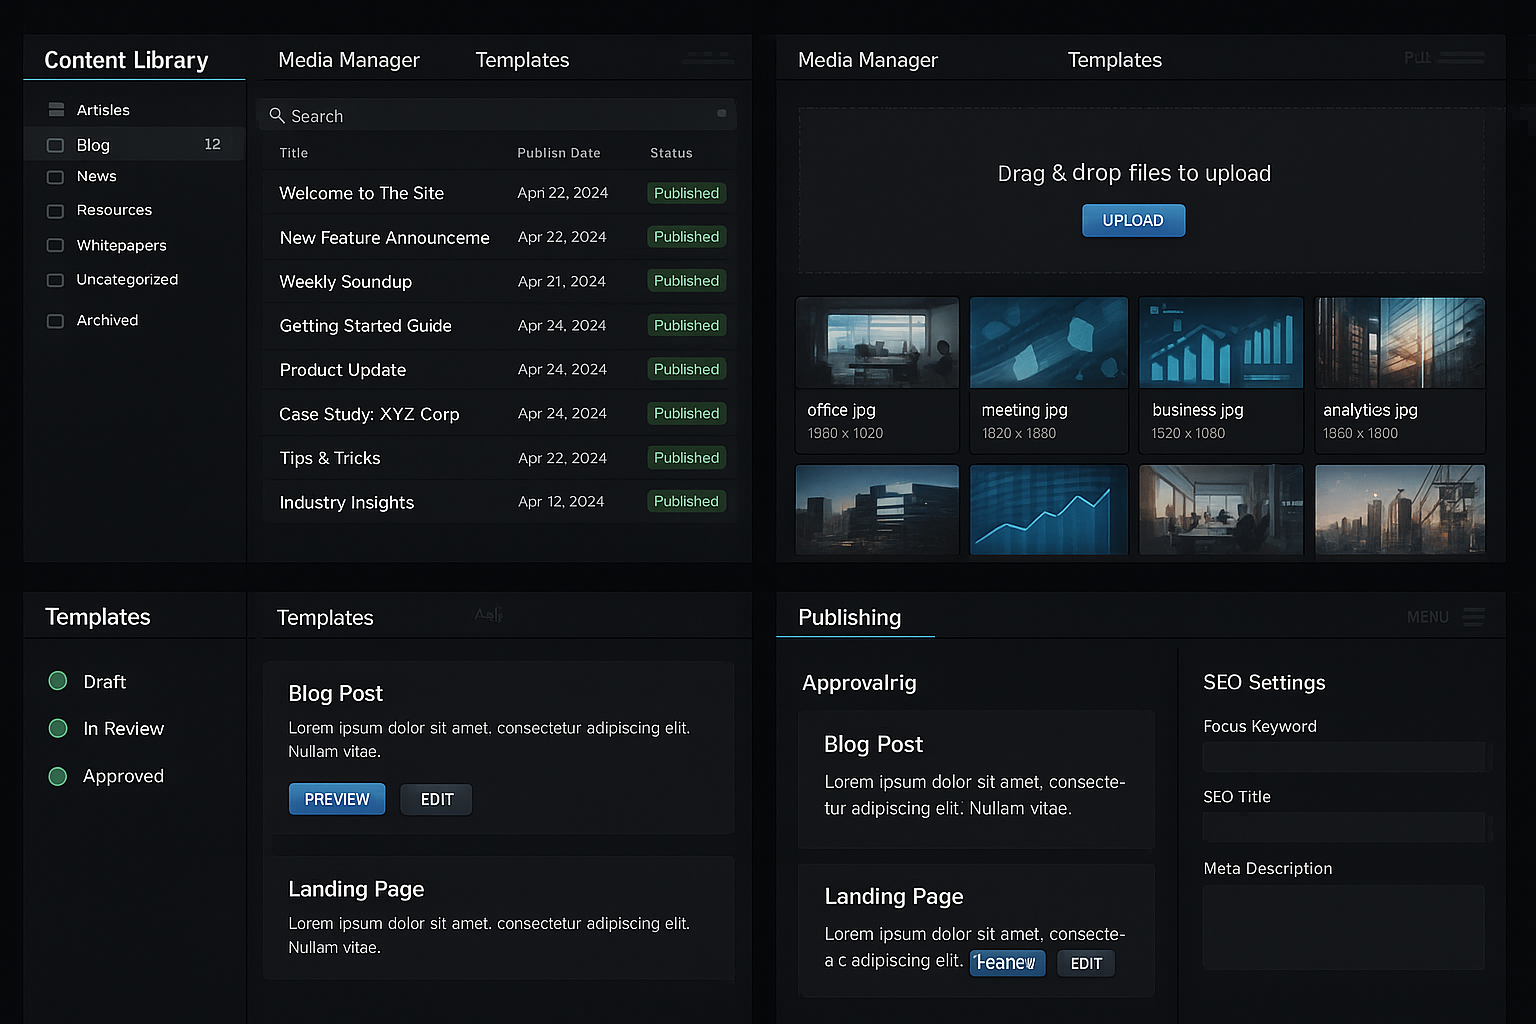 Content Library
Media Manager
Templates
Artisles
Blog 12
News
Resources
Whitepapers
Uncategorized
Archived
Search
Title Publisn Date Status
Welcome to The Site Apri 22, 2024 Published
New Feature Announceme Apr 22, 2024 Published
Weekly Soundup Apr 21, 2024 Published
Getting Started Guide Apr 24, 2024 Published
Product Update Apr 24, 2024 Published
Case Study: XYZ Corp Apr 24, 2024 Published
Tips & Tricks Apr 22, 2024 Published
Industry Insights Apr 12, 2024 Published
Media Manager
Templates
Drag & drop files to upload
UPLOAD
office jpg
1960 x 1020
meeting jpg
1820 x 1880
business jpg
1520 x 1080
analytics jpg
1860 x 1800
Templates
Draft
In Review
Approved
Templates
Blog Post
Lorem ipsum dolor sit amet. consectetur adipiscing elit.
Nullam vitae.
PREVIEW
EDIT
Landing Page
Lorem ipsum dolor sit amet. consectetur adipiscing elit.
Nullam vitae.
Publishing
MENU
Approvalrig
Blog Post
Lorem ipsum dolor sit amet, consecte-
tur adipiscing elit. Nullam vitae.
Landing Page
Lorem ipsum dolor sit amet, consecte-
a c adipiscing elit.
EDIT
SEO Settings
Focus Keyword
SEO Title
Meta Description